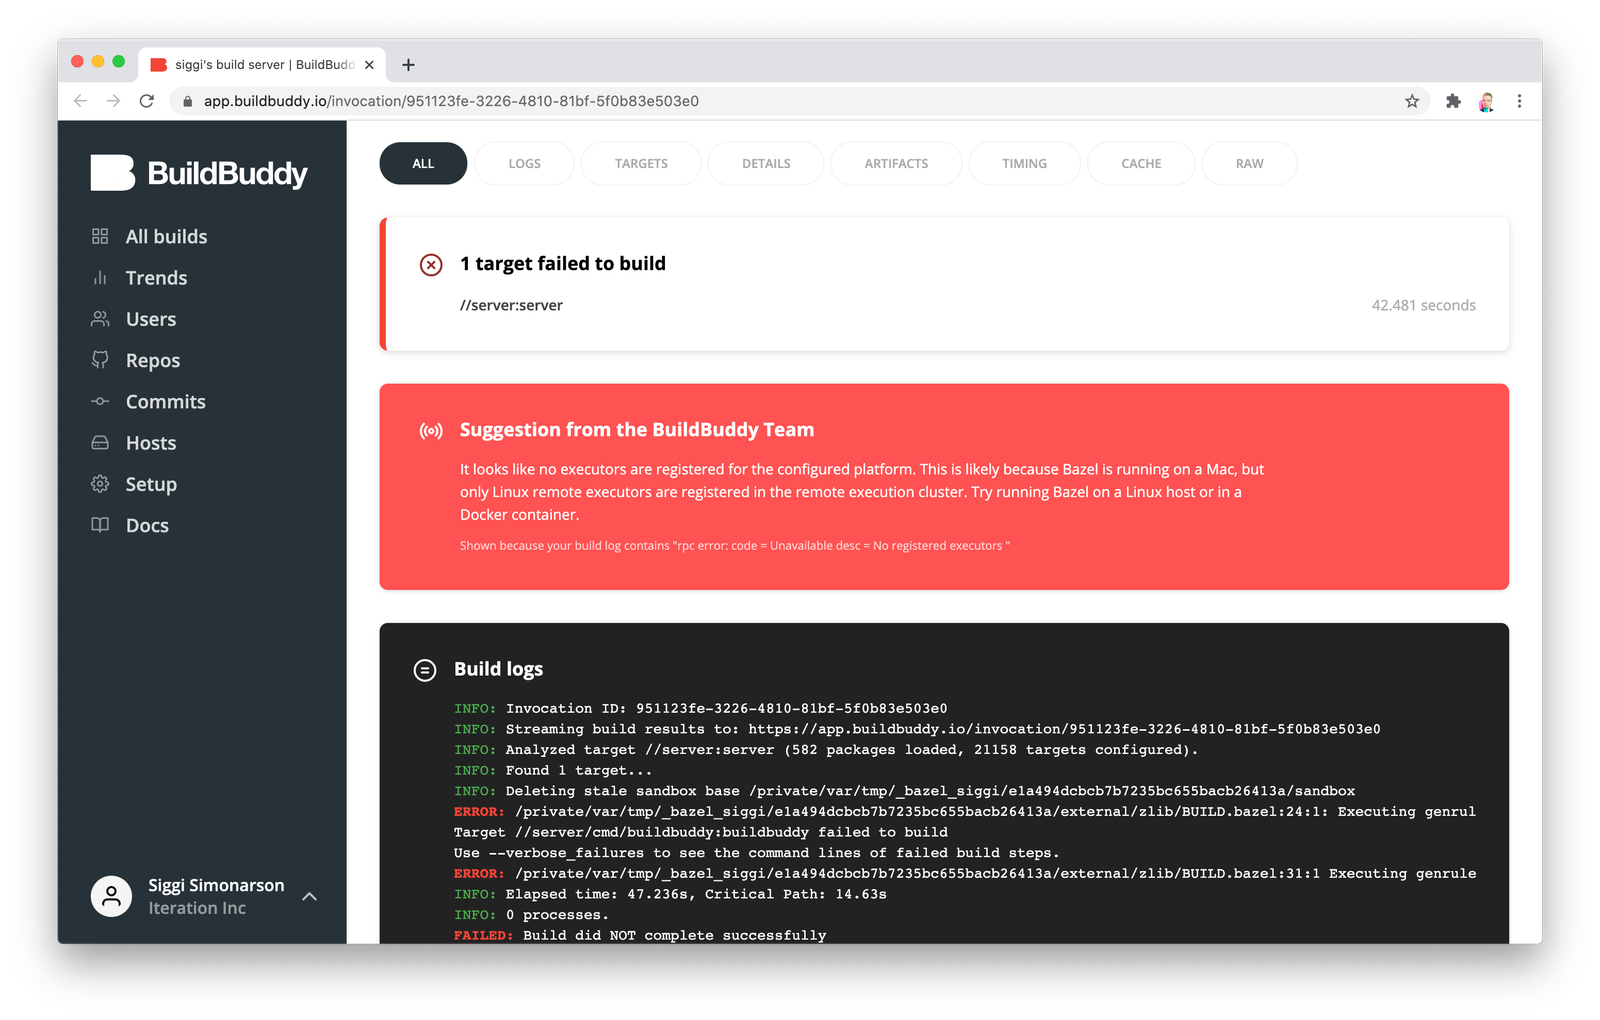 siggi's build server | BuildBudd
app.buildbuddy.io/invocation/951123fe-3226-4810-81bf-5f0b83e503e0
BuildBuddy
All builds
Trends
Users
Repos
Commits
Hosts
Setup
Docs
Siggi Simonarson
Iteration Inc
ALL LOGS TARGETS DETAILS ARTIFACTS TIMING CACHE RAW
1 target failed to build
//server:server 42.481 seconds
Suggestion from the BuildBuddy Team
It looks like no executors are registered for the configured platform. This is likely because Bazel is running on a Mac, but
only Linux remote executors are registered in the remote execution cluster. Try running Bazel on a Linux host or in a
Docker container.
Shown because your build log contains "rpc error: code = Unavailable desc = No registered executors "
Build logs
INFO: Invocation ID: 951123fe-3226-4810-81bf-5f0b83e503e0
INFO: Streaming build results to: https://app.buildbuddy.io/invocation/951123fe-3226-4810-81bf-5f0b83e503e0
INFO: Analyzed target //server:server (582 packages loaded, 21158 targets configured).
INFO: Found 1 target...
INFO: Deleting stale sandbox base /private/var/tmp/_bazel_siggi/e1a494dcbcb7b7235bc655bacb26413a/sandbox
ERROR: /private/var/tmp/_bazel_siggi/e1a494dcbcb7b7235bc655bacb26413a/external/zlib/BUILD.bazel:24:1: Executing genrul
Target //server/cmd/buildbuddy:buildbuddy failed to build
Use --verbose_failures to see the command lines of failed build steps.
ERROR: /private/var/tmp/_bazel_siggi/e1a494dcbcb7b7235bc655bacb26413a/external/zlib/BUILD.bazel:31:1 Executing genrule
INFO: Elapsed time: 47.236s, Critical Path: 14.63s
INFO: 0 processes.
FAILED: Build did NOT complete successfully